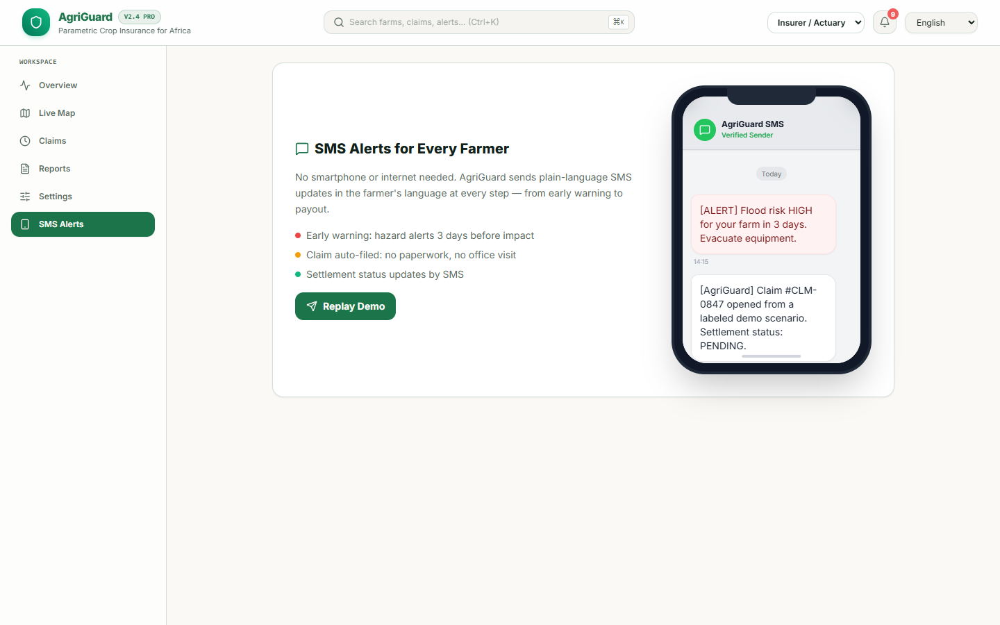 AgriGuard V2.4 PRO
Parametric Crop Insurance for Africa
Search farms, claims, alerts... (Ctrl+K)
⌘K
Insurer / Actuary
9
English
WORKSPACE
Overview
Live Map
Claims
Reports
Settings
SMS Alerts
SMS Alerts for Every Farmer
No smartphone or internet needed. AgriGuard sends plain-language SMS
updates in the farmer's language at every step — from early warning to
payout.
Early warning: hazard alerts 3 days before impact
Claim auto-filed: no paperwork, no office visit
Settlement status updates by SMS
Replay Demo
AgriGuard SMS
Verified Sender
Today
[ALERT] Flood risk HIGH
for your farm in 3 days.
Evacuate equipment.
14:15
[AgriGuard] Claim #CLM-
0847 opened from a
labeled demo scenario.
Settlement status:
PENDING.